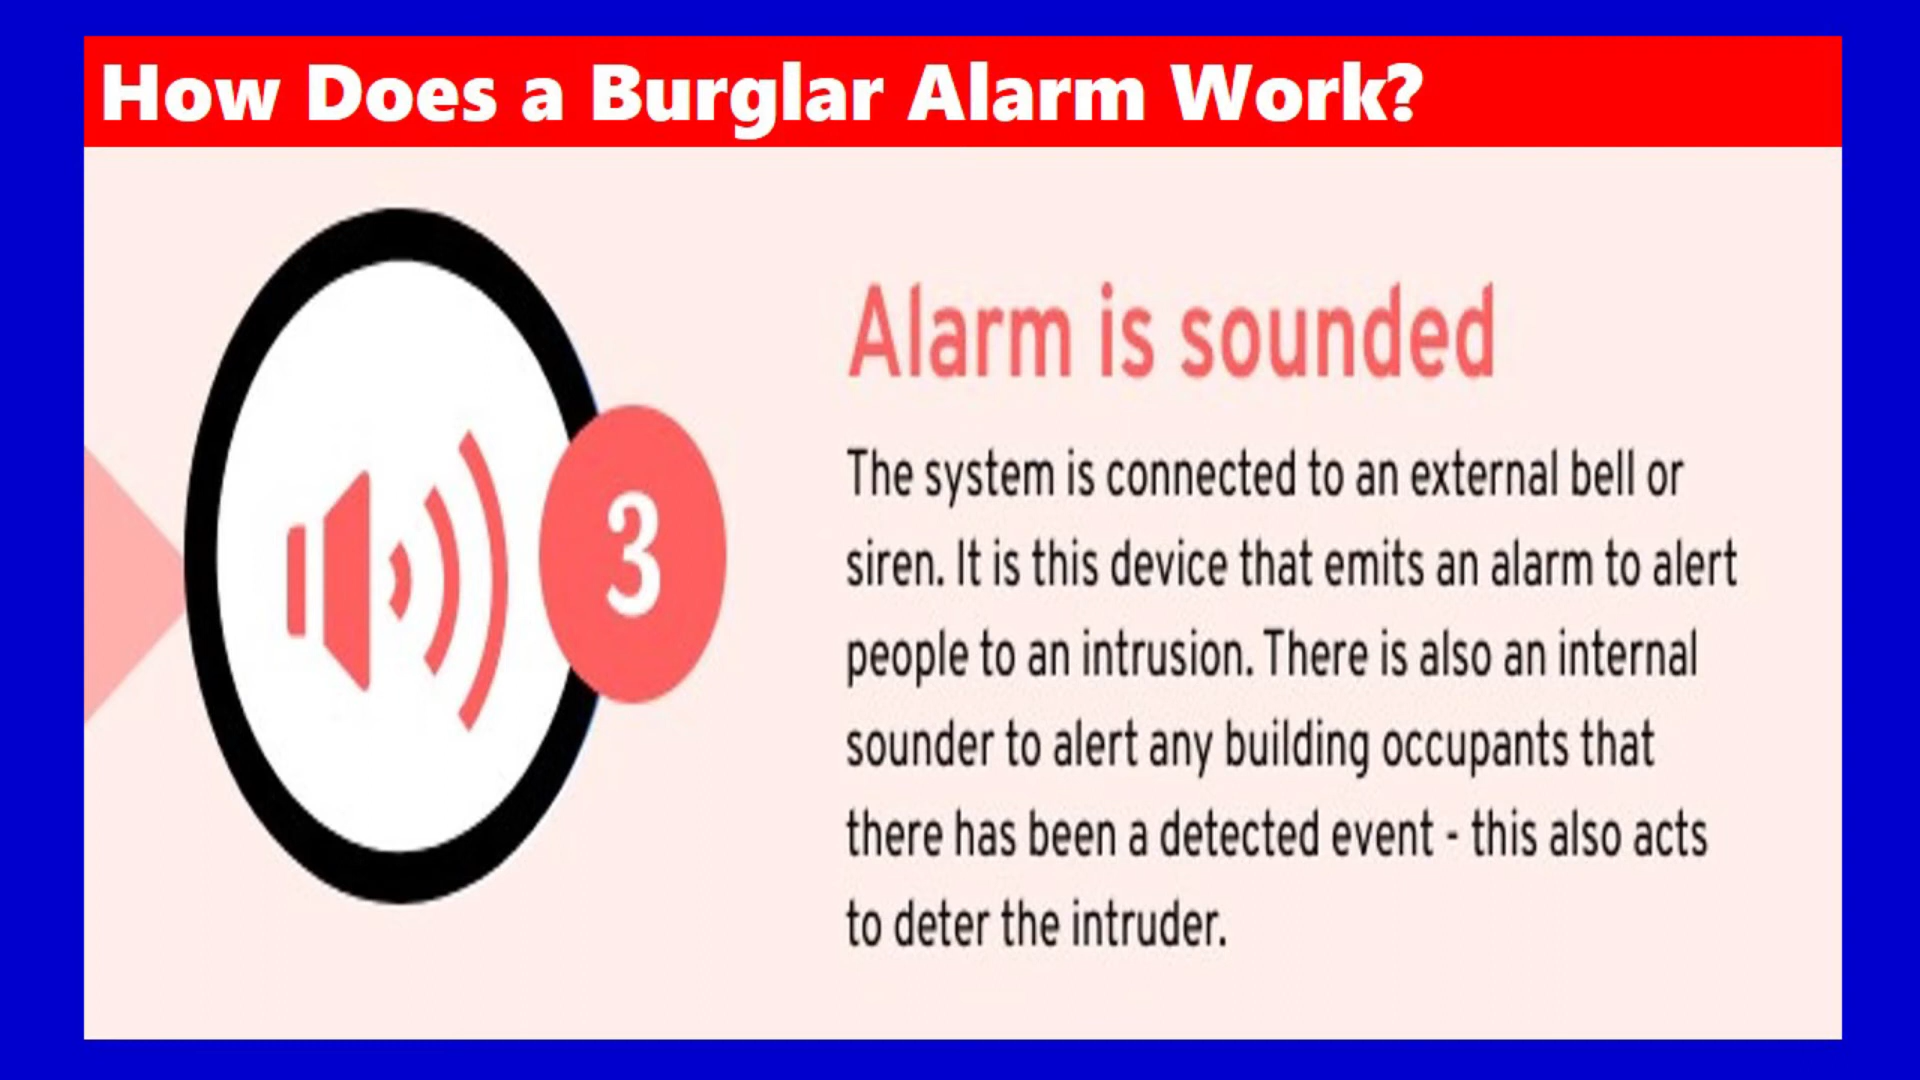 How Does a Burglar Alarm Work?
3
Alarm is sounded
The system is connected to an external bell or
siren. It is this device that emits an alarm to alert
people to an intrusion. There is also an internal
sounder to alert any building occupants that
there has been a detected event - this also acts
to deter the intruder.